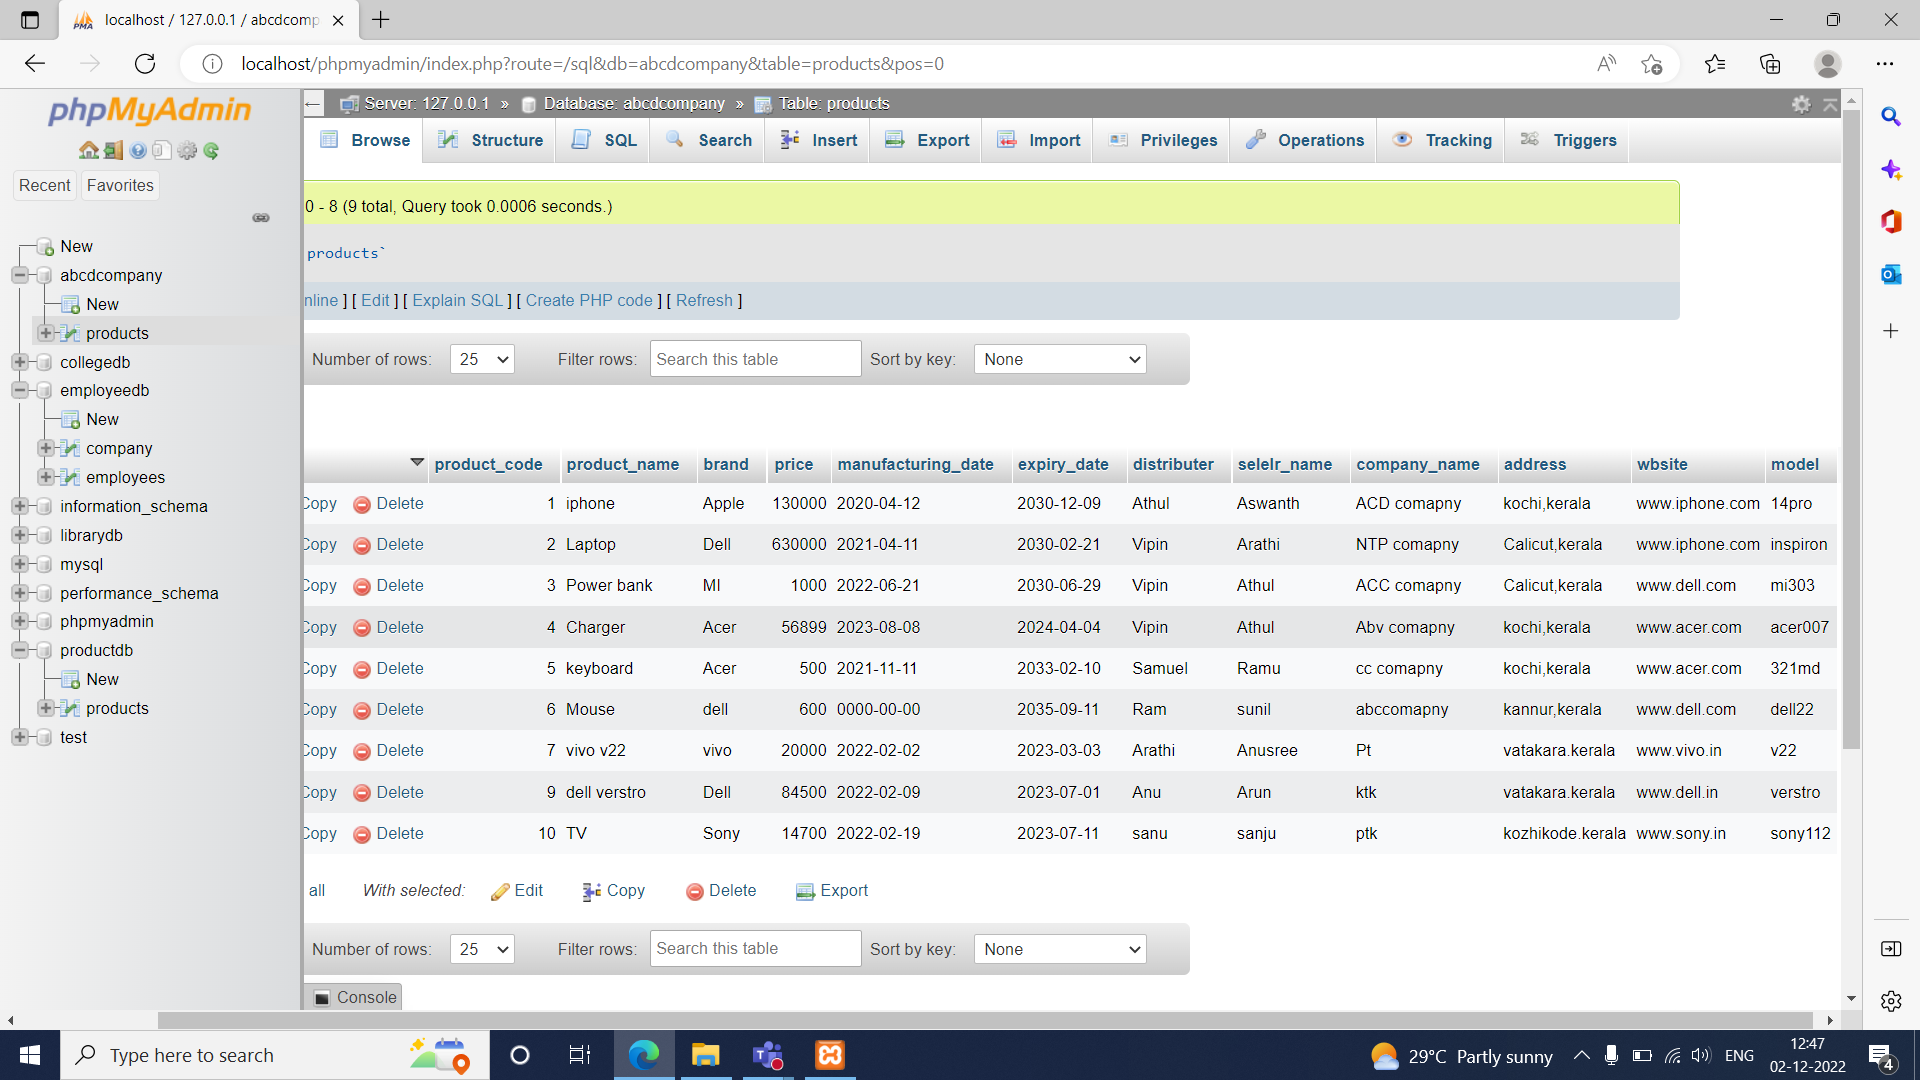 localhost / 127.0.0.1 / abcdcomp
localhost/phpmyadmin/index.php?route=/sql&db=abcdcompany&table=products&pos=0
phpMyAdmin
Recent Favorites
New
abcdcompany
New
products
collegedb
employeedb
New
company
employees
information_schema
librarydb
mysql
performance_schema
phpmyadmin
productdb
New
products
test
Server: 127.0.0.1 » Database: abcdcompany » Table: products
Browse Structure SQL Search Insert Export Import Privileges Operations Tracking Triggers
0 - 8 (9 total, Query took 0.0006 seconds.)
products`
nline ] [ Edit ] [ Explain SQL ] [ Create PHP code ] [ Refresh ]
Number of rows: 25 Filter rows: Search this table Sort by key: None
product_code product_name brand price manufacturing_date expiry_date distributer selelr_name company_name address wbsite model
Copy Delete 1 iphone Apple 130000 2020-04-12 2030-12-09 Athul Aswanth ACD comapny kochi,kerala www.iphone.com 14pro
Copy Delete 2 Laptop Dell 630000 2021-04-11 2030-02-21 Vipin Arathi NTP comapny Calicut,kerala www.iphone.com inspiron
Copy Delete 3 Power bank MI 1000 2022-06-21 2030-06-29 Vipin Athul ACC comapny Calicut,kerala www.dell.com mi303
Copy Delete 4 Charger Acer 56899 2023-08-08 2024-04-04 Vipin Athul Abv comapny kochi,kerala www.acer.com acer007
Copy Delete 5 keyboard Acer 500 2021-11-11 2033-02-10 Samuel Ramu cc comapny kochi,kerala www.acer.com 321md
Copy Delete 6 Mouse dell 600 0000-00-00 2035-09-11 Ram sunil abccomapny kannur,kerala www.dell.com dell22
Copy Delete 7 vivo v22 vivo 20000 2022-02-02 2023-03-03 Arathi Anusree Pt vatakara.kerala www.vivo.in v22
Copy Delete 9 dell verstro Dell 84500 2022-02-09 2023-07-01 Anu Arun ktk vatakara.kerala www.dell.in verstro
Copy Delete 10 TV Sony 14700 2022-02-19 2023-07-11 sanu sanju ptk kozhikode.kerala www.sony.in sony112
all With selected: Edit Copy Delete Export
Number of rows: 25 Filter rows: Search this table Sort by key: None
Console
Type here to search
29°C Partly sunny
ENG
12:47
02-12-2022
4